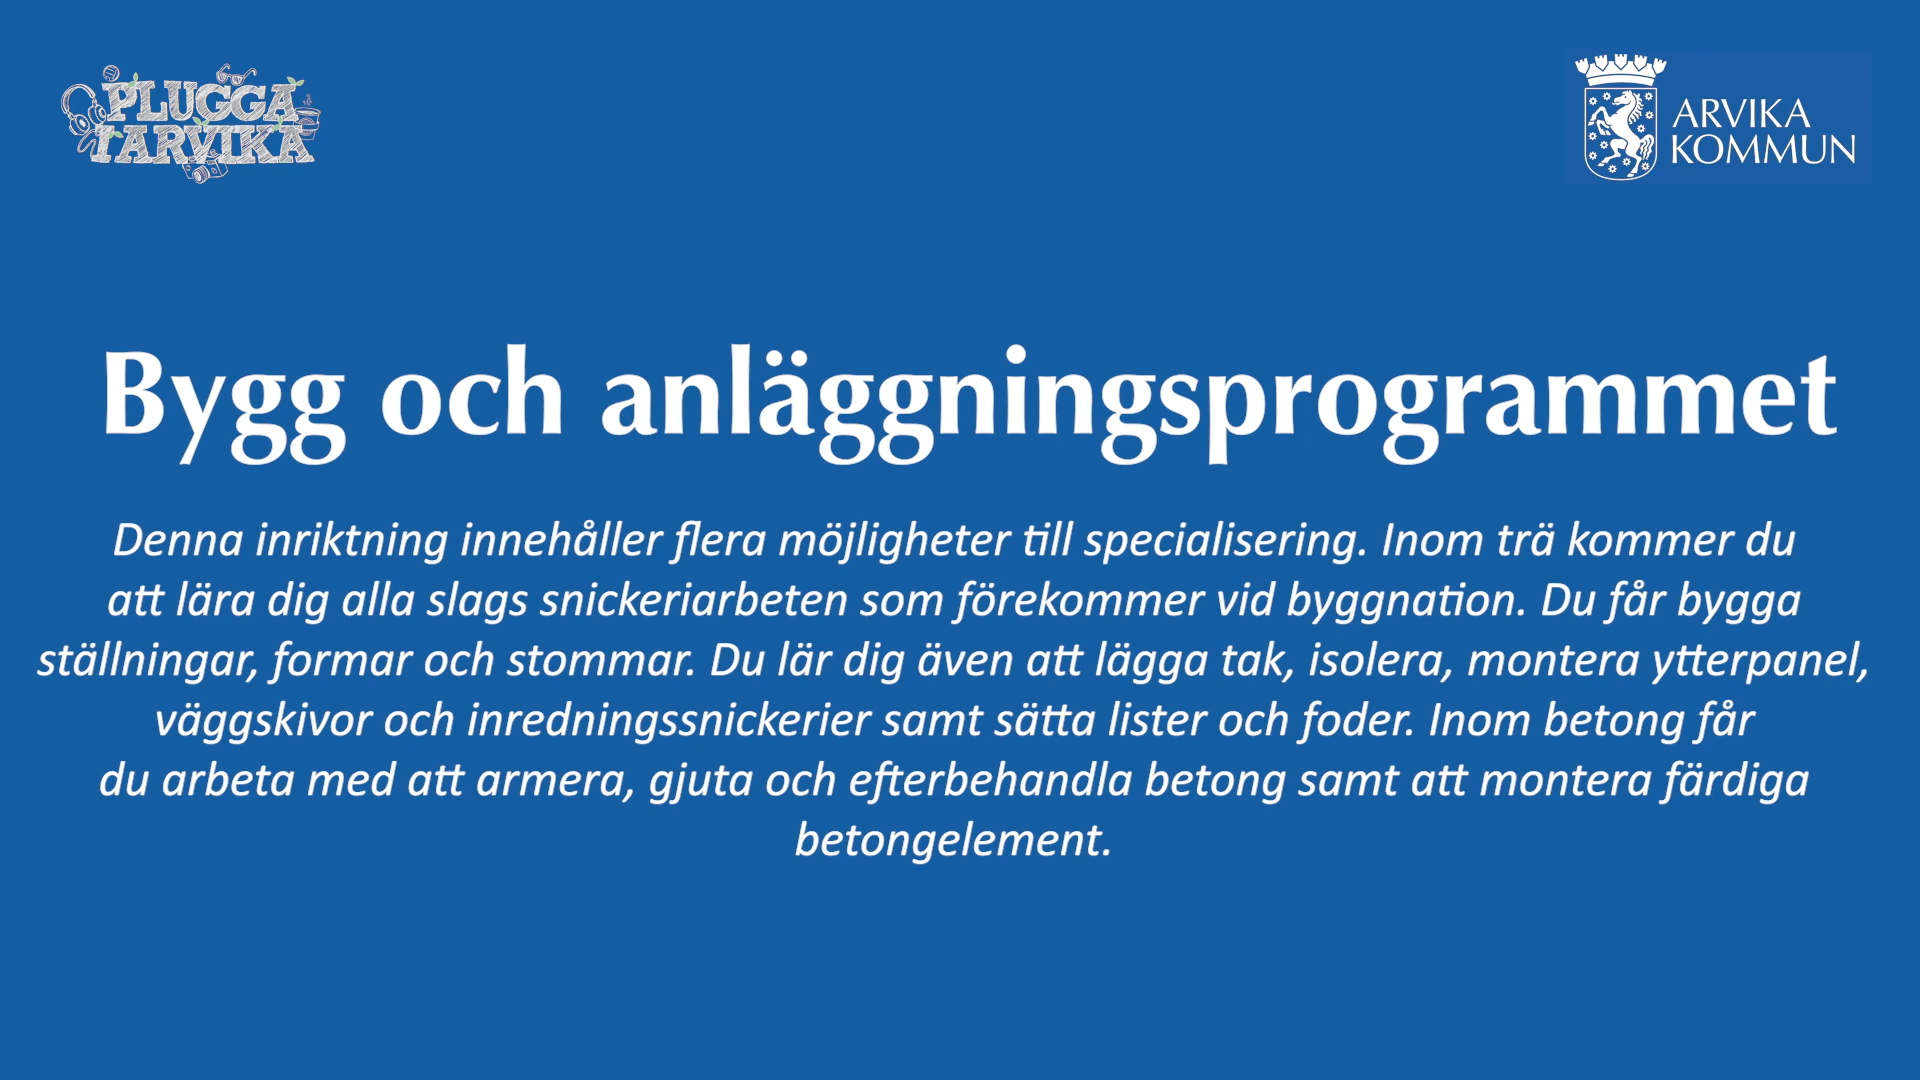 PLUGGA
I ARVIKA
ARVIKA
KOMMUN
Bygg och anläggningsprogrammet
Denna inriktning innehåller flera möjligheter till specialisering. Inom trä kommer du
att lära dig alla slags snickeriarbeten som förekommer vid byggnation. Du får bygga
ställningar, formar och stommar. Du lär dig även att lägga tak, isolera, montera ytterpanel,
väggskivor och inredningssnickerier samt sätta lister och foder. Inom betong får
du arbeta med att armera, gjuta och efterbehandla betong samt att montera färdiga
betongelement.